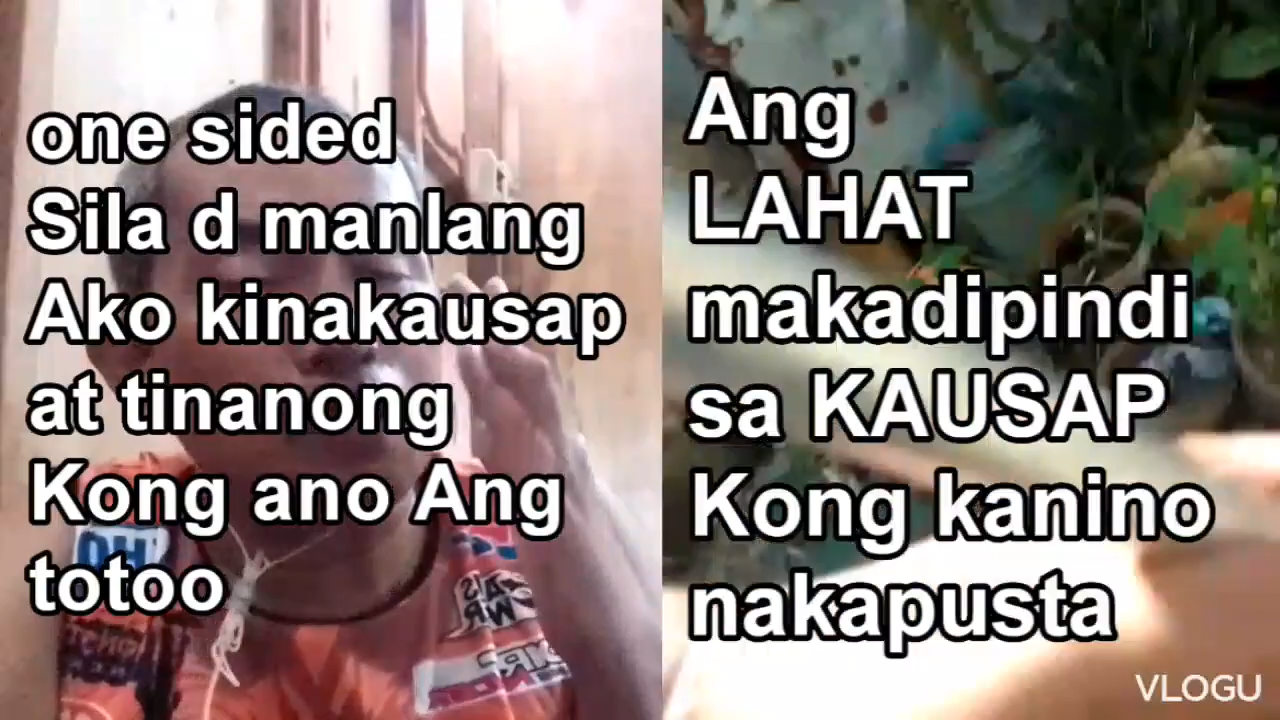 one sided
Sila d manlang
Ako kinakausap
at tinanong
Kong ano Ang
totoo
Ang
LAHAT
makadipindi
sa KAUSAP
Kong kanino
nakapusta
VLOGU